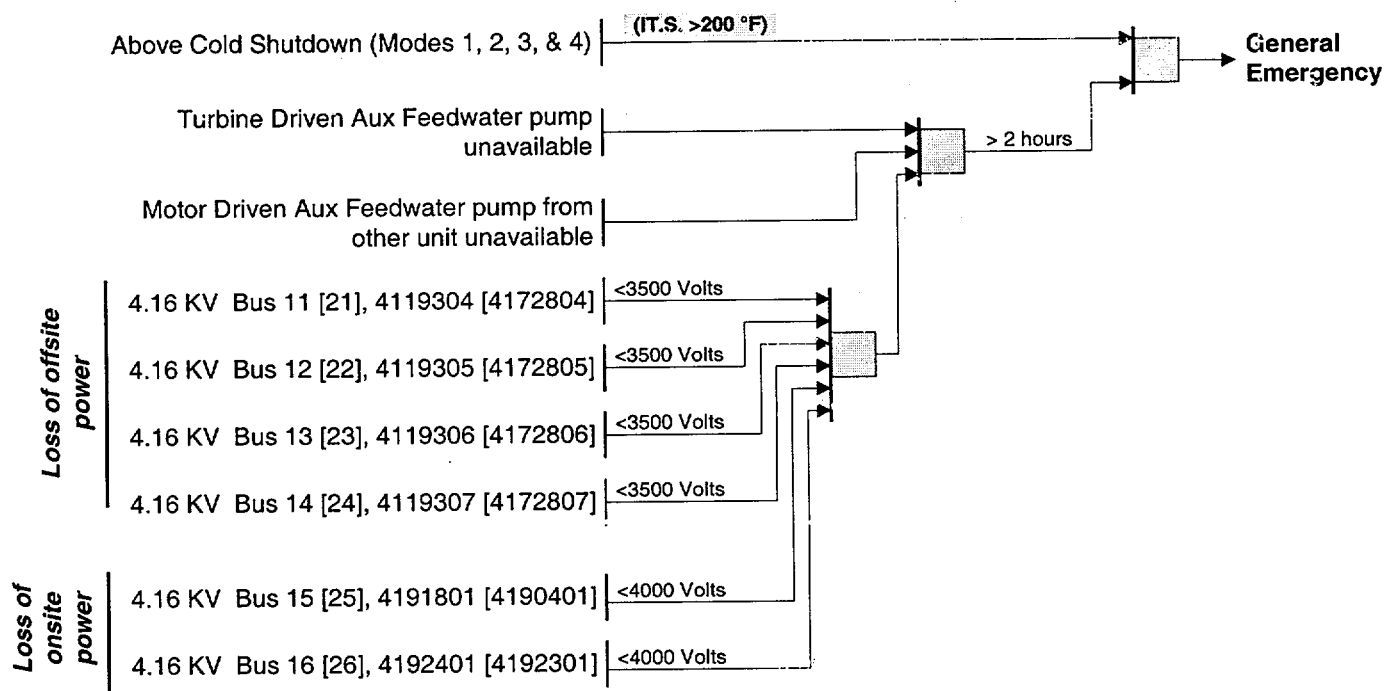 (IT.S. >200 °F)
Above Cold Shutdown (Modes 1, 2, 3, & 4)
General
Emergency
Turbine Driven Aux Feedwater pump
unavailable
> 2 hours
Motor Driven Aux Feedwater pump from
other unit unavailable
Loss of offsite
power
4.16 KV Bus 11 [21], 4119304 [4172804]
<3500 Volts
4.16 KV Bus 12 [22], 4119305 [4172805]
<3500 Volts
4.16 KV Bus 13 [23], 4119306 [4172806]
<3500 Volts
4.16 KV Bus 14 [24], 4119307 [4172807]
<3500 Volts
Loss of
onsite
power
4.16 KV Bus 15 [25], 4191801 [4190401]
<4000 Volts
4.16 KV Bus 16 [26], 4192401 [4192301]
<4000 Volts